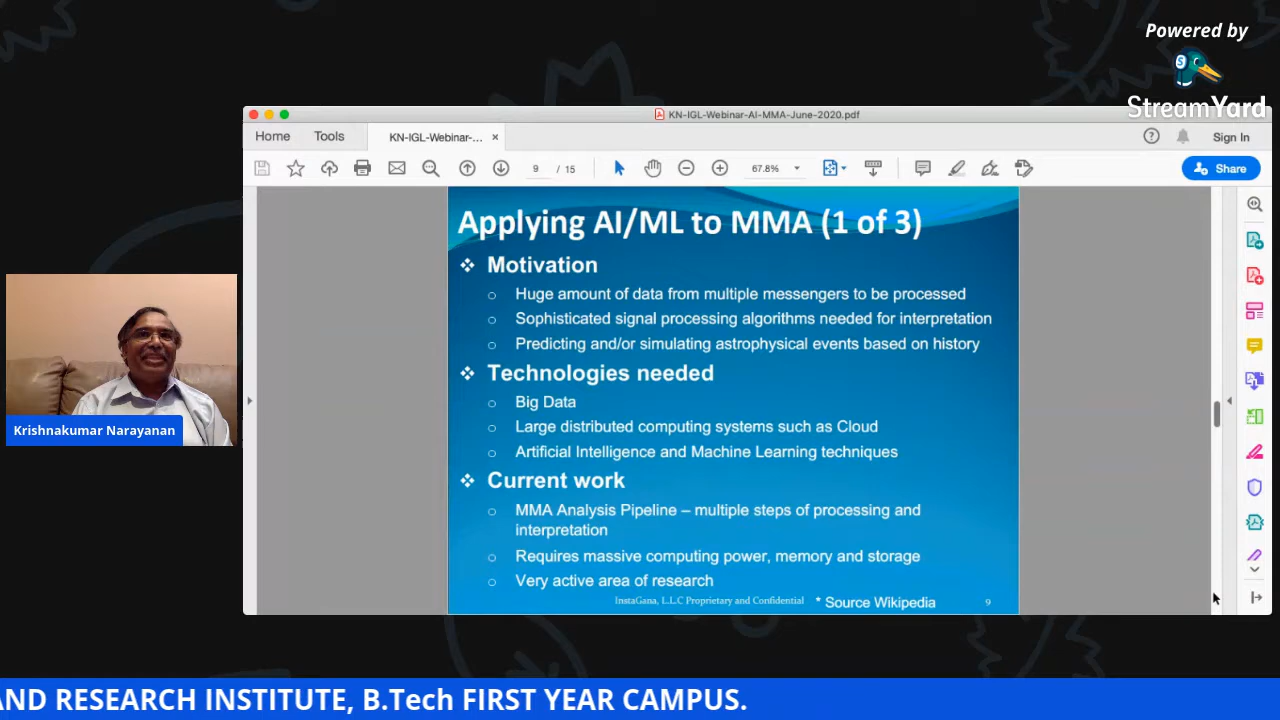 Powered by
StreamYard
KN-IGL-Webinar-AI-MMA-June-2020.pdf
Home Tools KN-IGL-Webinar-... × Sign In
9 / 15 67.8% Share
Applying AI/ML to MMA (1 of 3)
Motivation
Huge amount of data from multiple messengers to be processed
Sophisticated signal processing algorithms needed for interpretation
Predicting and/or simulating astrophysical events based on history
Technologies needed
Big Data
Large distributed computing systems such as Cloud
Artificial Intelligence and Machine Learning techniques
Current work
MMA Analysis Pipeline – multiple steps of processing and
interpretation
Requires massive computing power, memory and storage
Very active area of research
InstaGana, L.L.C Proprietary and Confidential * Source Wikipedia 9
Krishnakumar Narayanan
AND RESEARCH INSTITUTE, B.Tech FIRST YEAR CAMPUS.